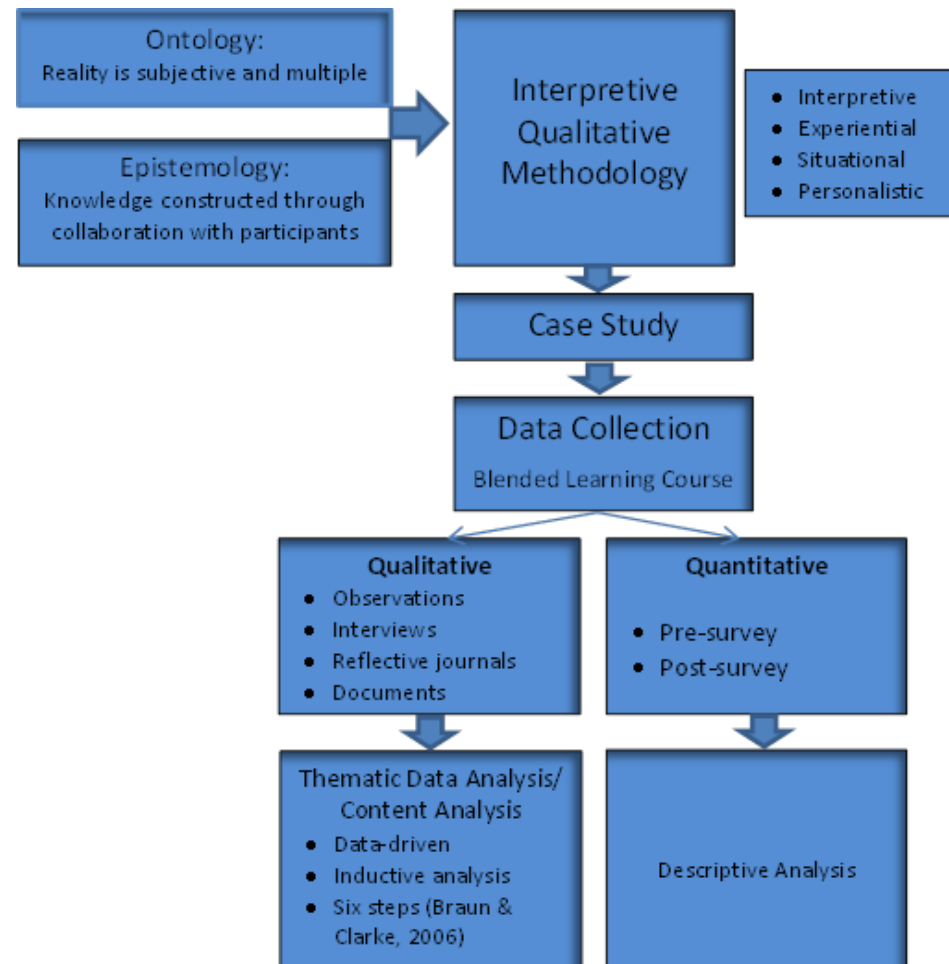 Ontology:
Reality is subjective and multiple
Epistemology:
Knowledge constructed through
collaboration with participants
Interpretive
Qualitative
Methodology
● Interpretive
● Experiential
● Situational
● Personalistic
Case Study
Data Collection
Blended Learning Course
Qualitative
● Observations
● Interviews
● Reflective journals
● Documents
Quantitative
● Pre-survey
● Post-survey
Thematic Data Analysis/
Content Analysis
● Data-driven
● Inductive analysis
● Six steps (Braun &
Clarke, 2006)
Descriptive Analysis